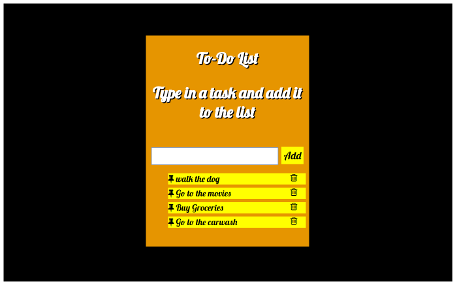 To-Do List
Type in a task and add it
to the list
Add
walk the dog
Go to the movies
Buy Groceries
Go to the carwash